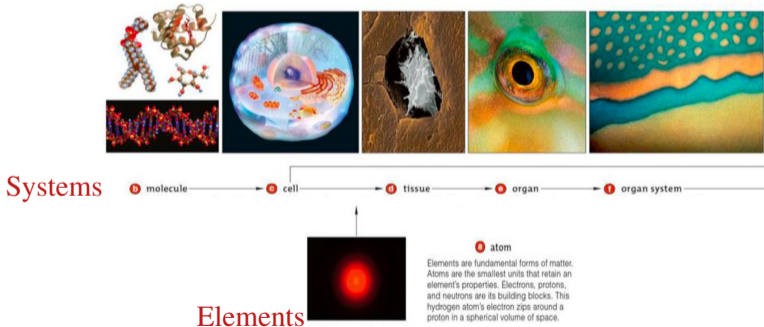 Systems b molecule c cell d tissue e organ f organ system
a atom
Elements are fundamental forms of matter.
Atoms are the smallest units that retain an
element's properties. Electrons, protons,
and neutrons are its building blocks. This
hydrogen atom's electron zips around a
proton in a spherical volume of space.
Elements